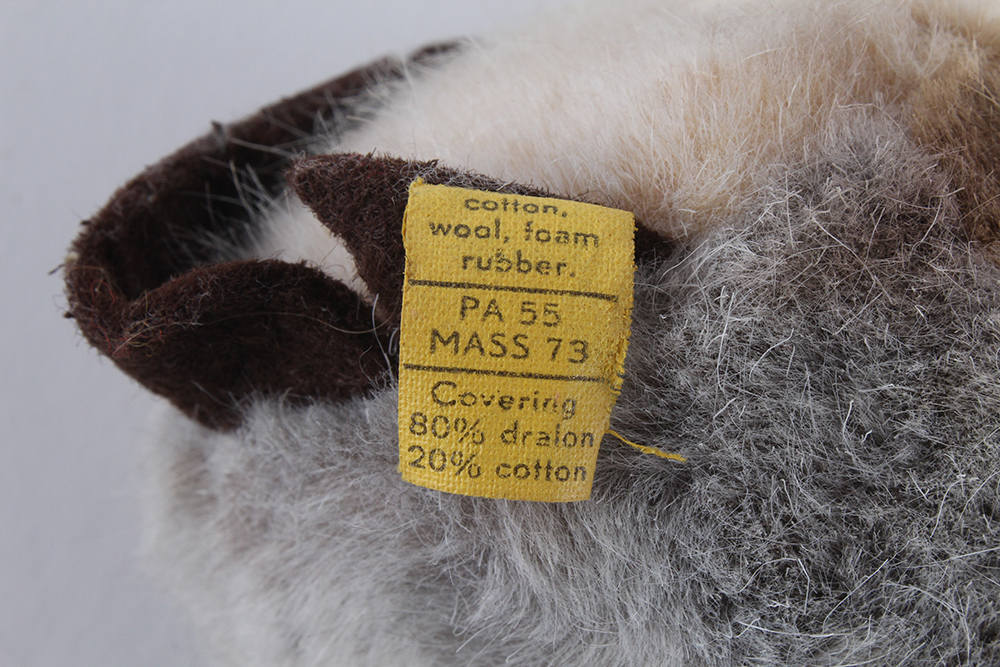 cotton.
wool, foam
rubber.
PA 55
MASS 73
Covering
80% dralon
20% cotton